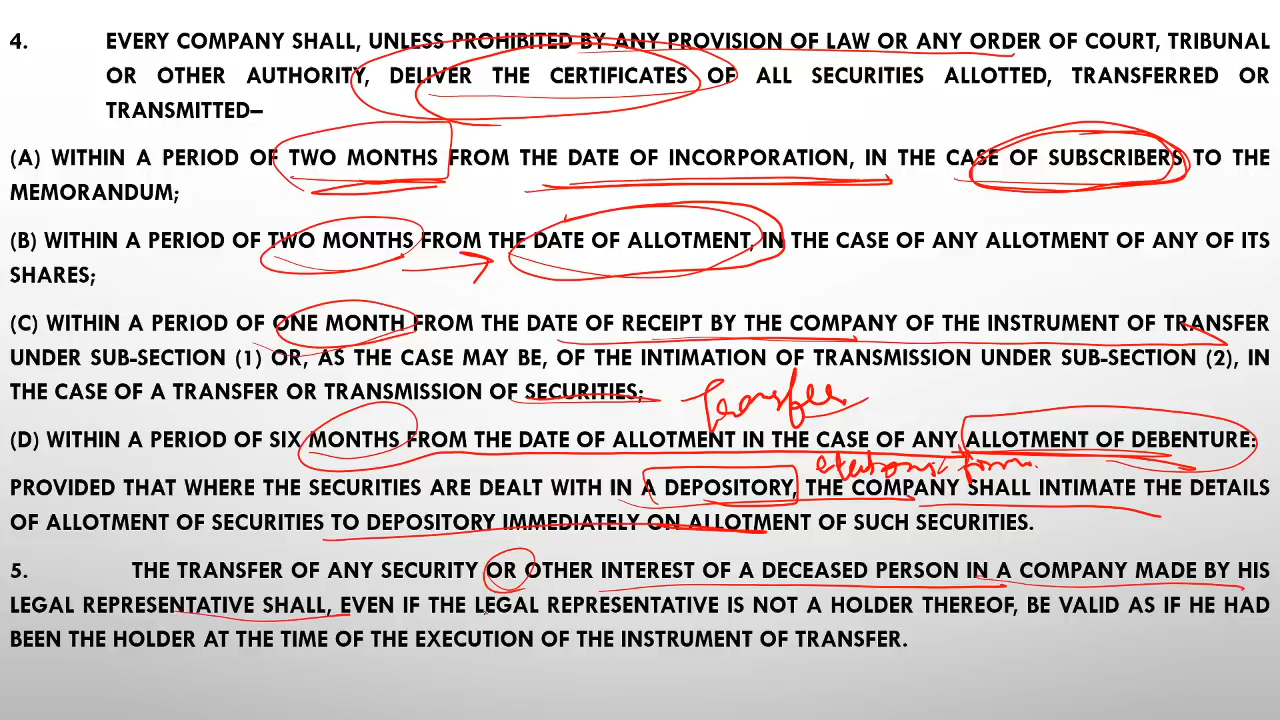 4. EVERY COMPANY SHALL, UNLESS PROHIBITED BY ANY PROVISION OF LAW OR ANY ORDER OF COURT, TRIBUNAL
OR OTHER AUTHORITY, DELIVER THE CERTIFICATES OF ALL SECURITIES ALLOTTED, TRANSFERRED OR
TRANSMITTED–
(A) WITHIN A PERIOD OF TWO MONTHS FROM THE DATE OF INCORPORATION, IN THE CASE OF SUBSCRIBERS TO THE
MEMORANDUM;
(B) WITHIN A PERIOD OF TWO MONTHS FROM THE DATE OF ALLOTMENT, IN THE CASE OF ANY ALLOTMENT OF ANY OF ITS
SHARES;
(C) WITHIN A PERIOD OF ONE MONTH FROM THE DATE OF RECEIPT BY THE COMPANY OF THE INSTRUMENT OF TRANSFER
UNDER SUB-SECTION (1) OR, AS THE CASE MAY BE, OF THE INTIMATION OF TRANSMISSION UNDER SUB-SECTION (2), IN
THE CASE OF A TRANSFER OR TRANSMISSION OF SECURITIES;
Transfer
(D) WITHIN A PERIOD OF SIX MONTHS FROM THE DATE OF ALLOTMENT IN THE CASE OF ANY ALLOTMENT OF DEBENTURE:
electronic form.
PROVIDED THAT WHERE THE SECURITIES ARE DEALT WITH IN A DEPOSITORY, THE COMPANY SHALL INTIMATE THE DETAILS
OF ALLOTMENT OF SECURITIES TO DEPOSITORY IMMEDIATELY ON ALLOTMENT OF SUCH SECURITIES.
5. THE TRANSFER OF ANY SECURITY OR OTHER INTEREST OF A DECEASED PERSON IN A COMPANY MADE BY HIS
LEGAL REPRESENTATIVE SHALL, EVEN IF THE LEGAL REPRESENTATIVE IS NOT A HOLDER THEREOF, BE VALID AS IF HE HAD
BEEN THE HOLDER AT THE TIME OF THE EXECUTION OF THE INSTRUMENT OF TRANSFER.